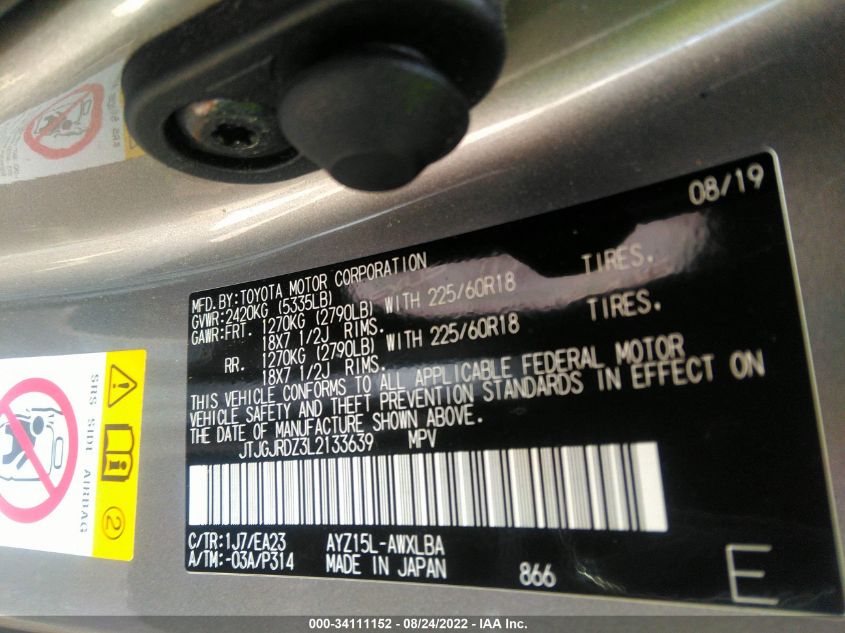 08/19
MFD. BY: TOYOTA MOTOR CORPORATION
GVWR: 2420KG (5335LB)
GAWR: FRT. 1270KG (2790LB) WITH 225/60R18 TIRES.
18X7 1/2J RIMS.
RR. 1270KG (2790LB) WITH 225/60R18 TIRES.
18X7 1/2J RIMS.
THIS VEHICLE CONFORMS TO ALL APPLICABLE FEDERAL MOTOR
VEHICLE SAFETY AND THEFT PREVENTION STANDARDS IN EFFECT ON
THE DATE OF MANUFACTURE SHOWN ABOVE.
JTJGJRDZ3L2133639 MPV
C/TR: 1J7/EA23 AYZ15L-AWXLBA
A/TM: -03A/P314 MADE IN JAPAN 866 E
SRS SIDE AIRBAG
2
000-34111152 - 08/24/2022 - IAA Inc.